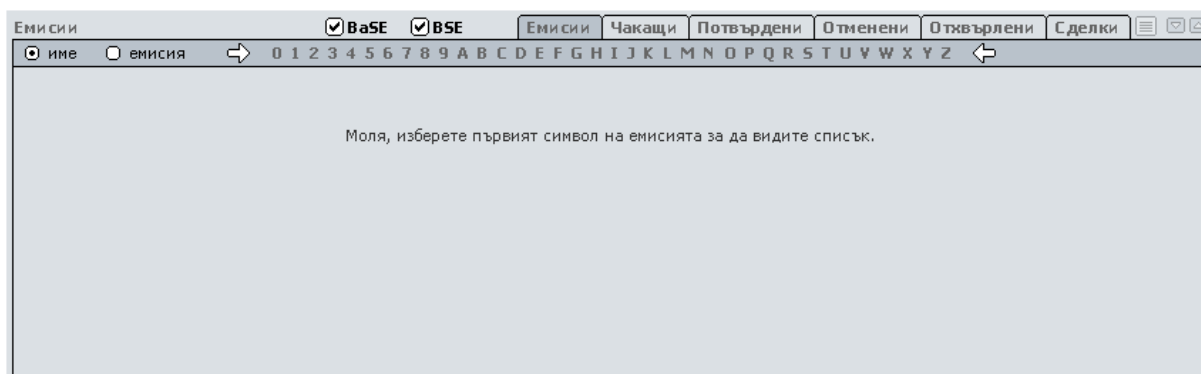 Емисии BaSE BSE Емисии Чакащи Потвърдени Отменени Отхвърлени Сделки
име емисия 0 1 2 3 4 5 6 7 8 9 A B C D E F G H I J K L M N O P Q R S T U V W X Y Z
Моля, изберете първият символ на емисията за да видите списък.